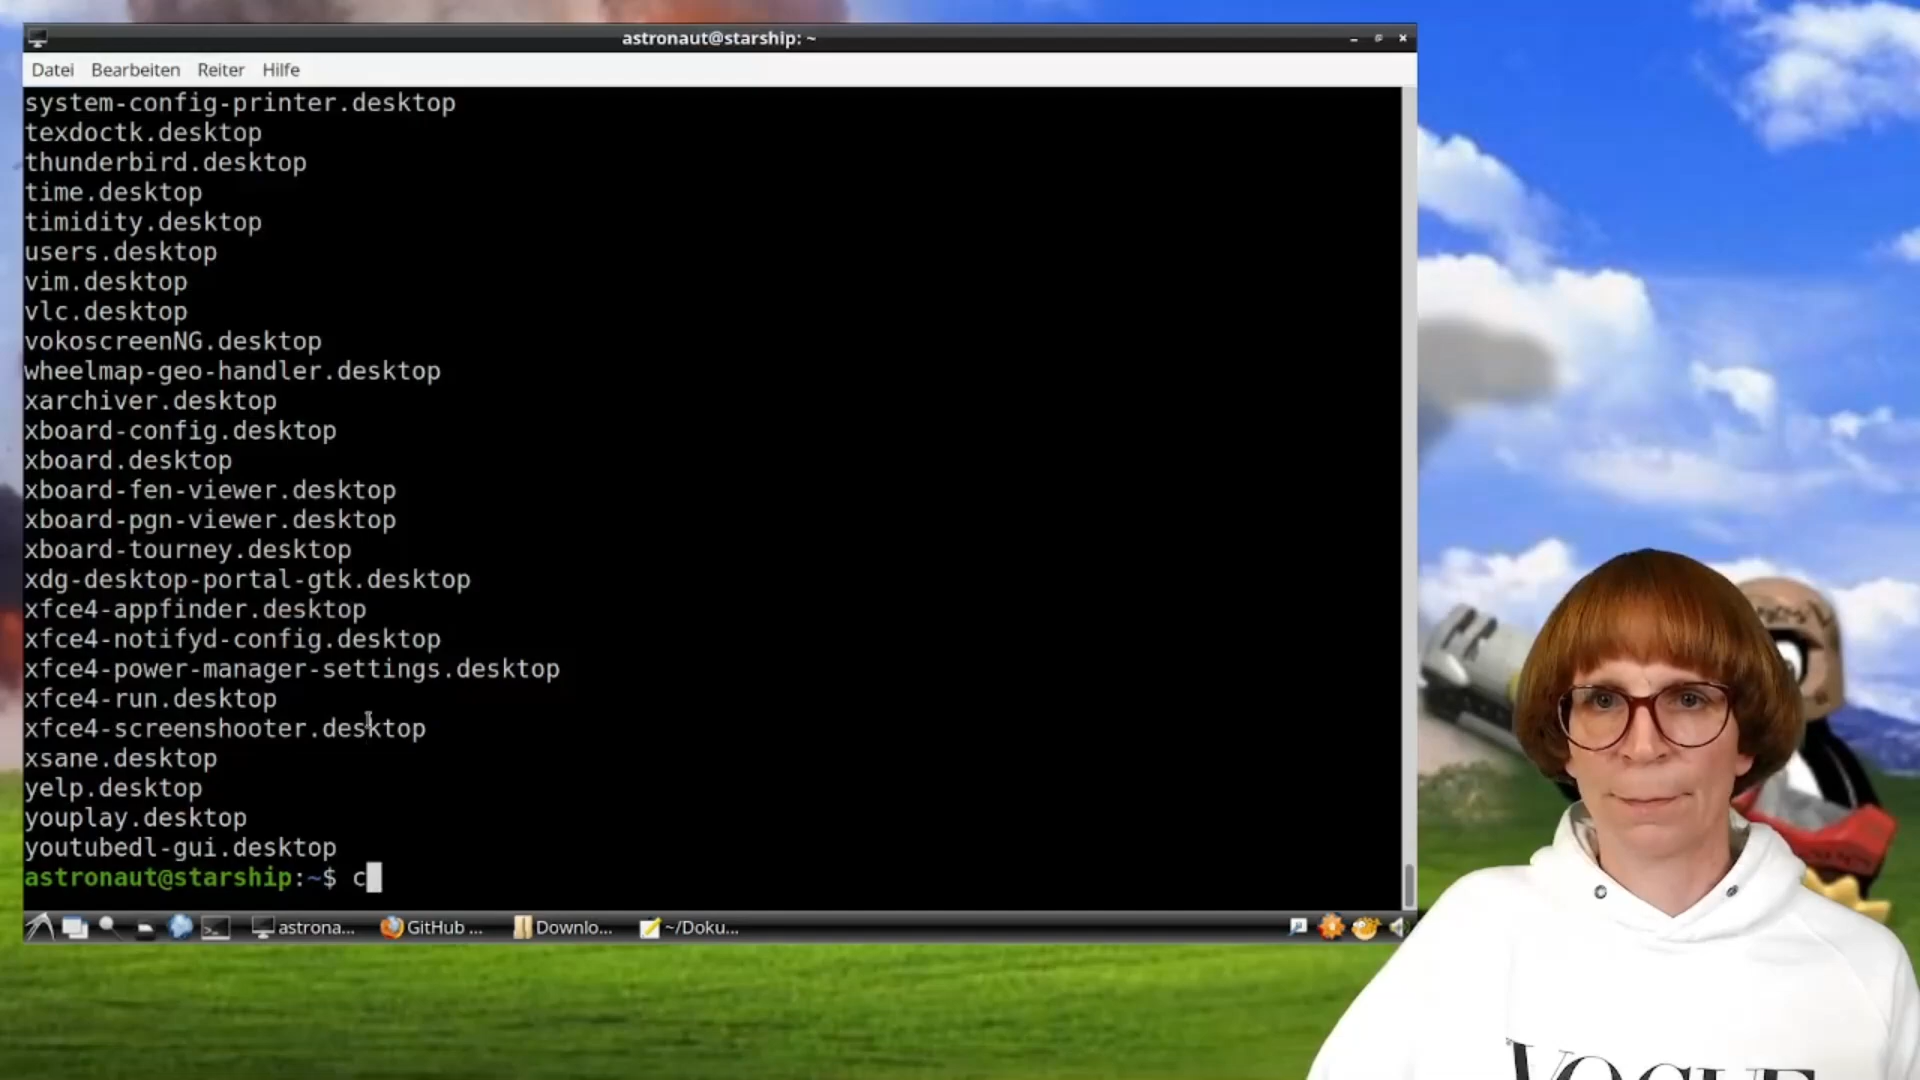 astronaut@starship: ~
Datei Bearbeiten Reiter Hilfe
system-config-printer.desktop
texdoctk.desktop
thunderbird.desktop
time.desktop
timidity.desktop
users.desktop
vim.desktop
vlc.desktop
vokoscreenNG.desktop
wheelmap-geo-handler.desktop
xarchiver.desktop
xboard-config.desktop
xboard.desktop
xboard-fen-viewer.desktop
xboard-pgn-viewer.desktop
xboard-tourney.desktop
xdg-desktop-portal-gtk.desktop
xfce4-appfinder.desktop
xfce4-notifyd-config.desktop
xfce4-power-manager-settings.desktop
xfce4-run.desktop
xfce4-screenshooter.desktop
xsane.desktop
yelp.desktop
youplay.desktop
youtubedl-gui.desktop
astronaut@starship:~$ c
astrona... GitHub ... Downlo... ~/Doku...
VOGUE